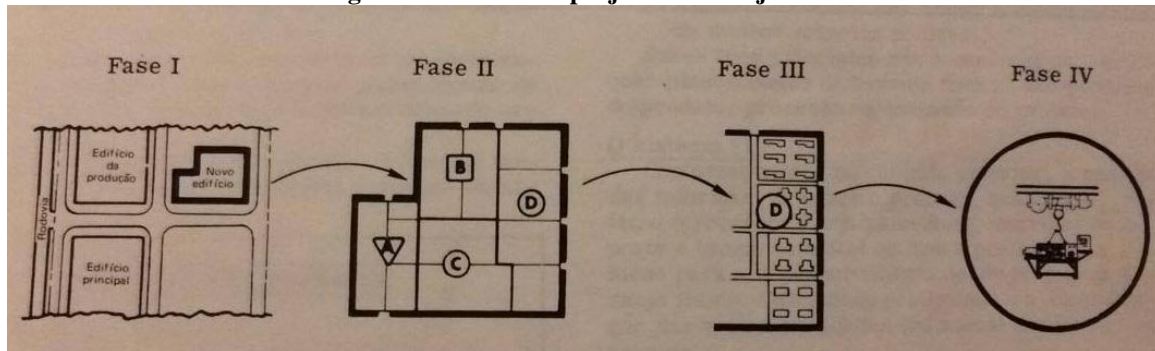 Fase I
Fase II
Fase III
Fase IV
Edifício
da
produção
Novo
edifício
Rodovia
Edifício
principal
A
B
C
D
D